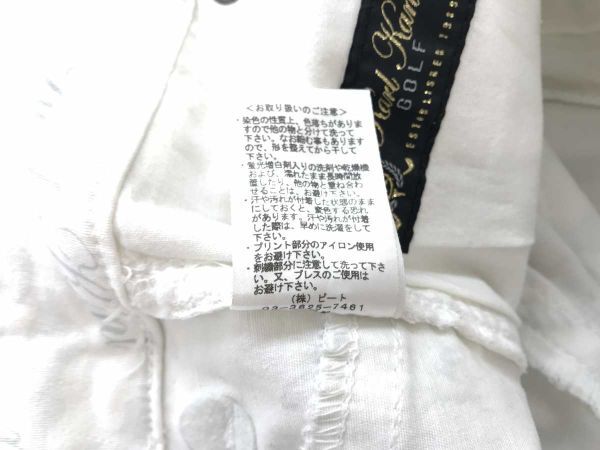 <お取り扱いのご注意>
・染色の性質上、色落ちがありま
すので他の物と分けて洗って
下さい。なお縮む事もあります
ので、形を整えてから干して
下さい。
・蛍光増白剤入りの洗剤や乾燥機
および、濡れたまま長時間放
置したり、他の物と重ね合わ
せることは、お避け下さい。
・汗や汚れが付着した状態のまま
にしておくと、変色する恐れ
があります。汗や汚れが付着
した際は、早めに洗濯をして
下さい。
・プリント部分のアイロン使用
をお避け下さい。
・刺繍部分に注意して洗って下さ
い。又、プレスのご使用は
お避け下さい。
(株)ビート
03-3625-7461
Karl Kan
GOLF
ESTABLISHED 1989